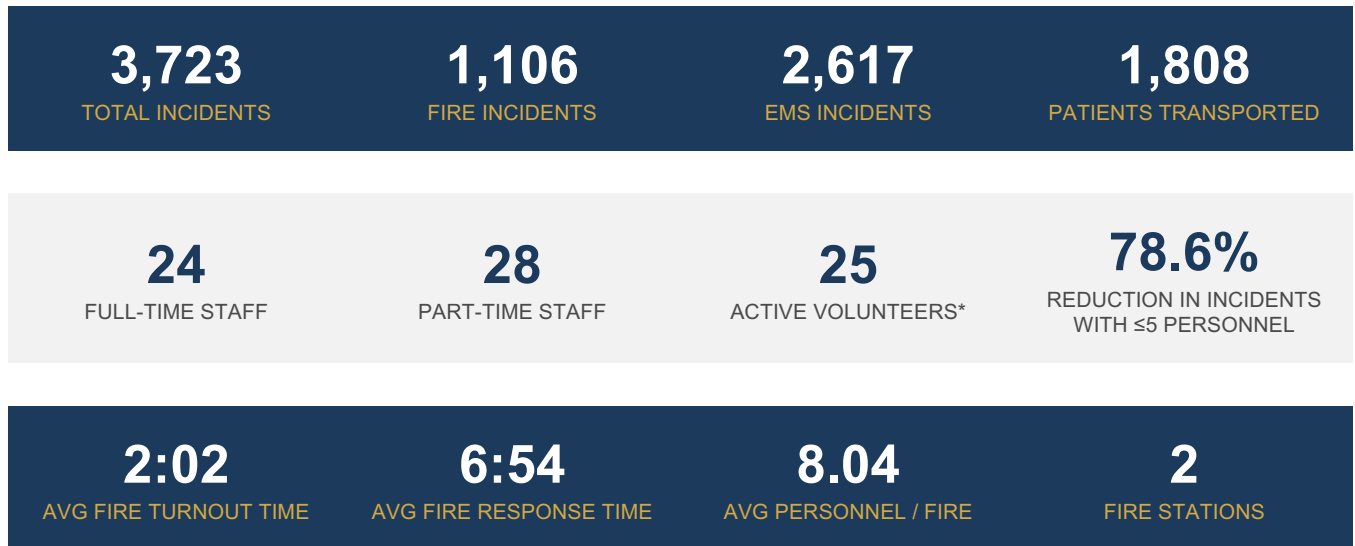 3,723
TOTAL INCIDENTS
1,106
FIRE INCIDENTS
2,617
EMS INCIDENTS
1,808
PATIENTS TRANSPORTED
24
FULL-TIME STAFF
28
PART-TIME STAFF
25
ACTIVE VOLUNTEERS*
78.6%
REDUCTION IN INCIDENTS
WITH ≤5 PERSONNEL
2:02
AVG FIRE TURNOUT TIME
6:54
AVG FIRE RESPONSE TIME
8.04
AVG PERSONNEL / FIRE
2
FIRE STATIONS